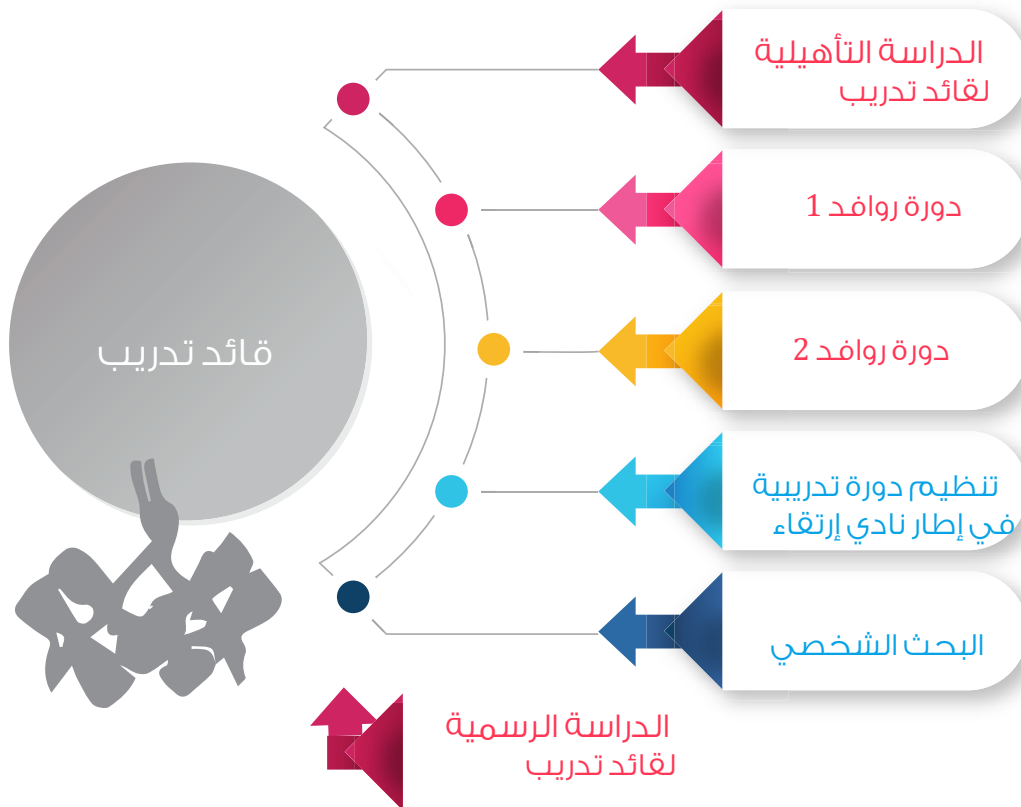 الدراسة التأهيلية
لقائد تدريب
دورة روافد 1
دورة روافد 2
تنظيم دورة تدريبية
في إطار نادي إرتقاء
البحث الشخصي
قائد تدريب
الدراسة الرسمية
لقائد تدريب